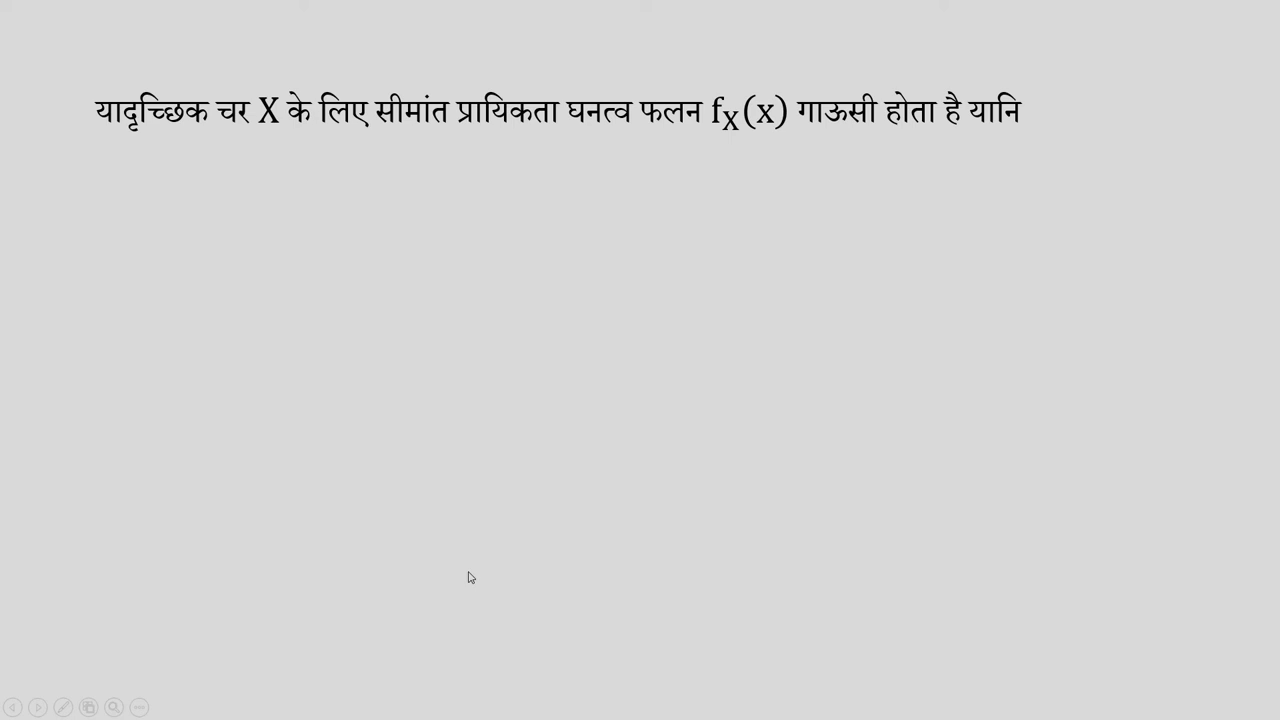 यादृच्छिक चर X के लिए सीमांत प्रायिकता घनत्व फलन f_X(x) गाऊसी होता है यानि